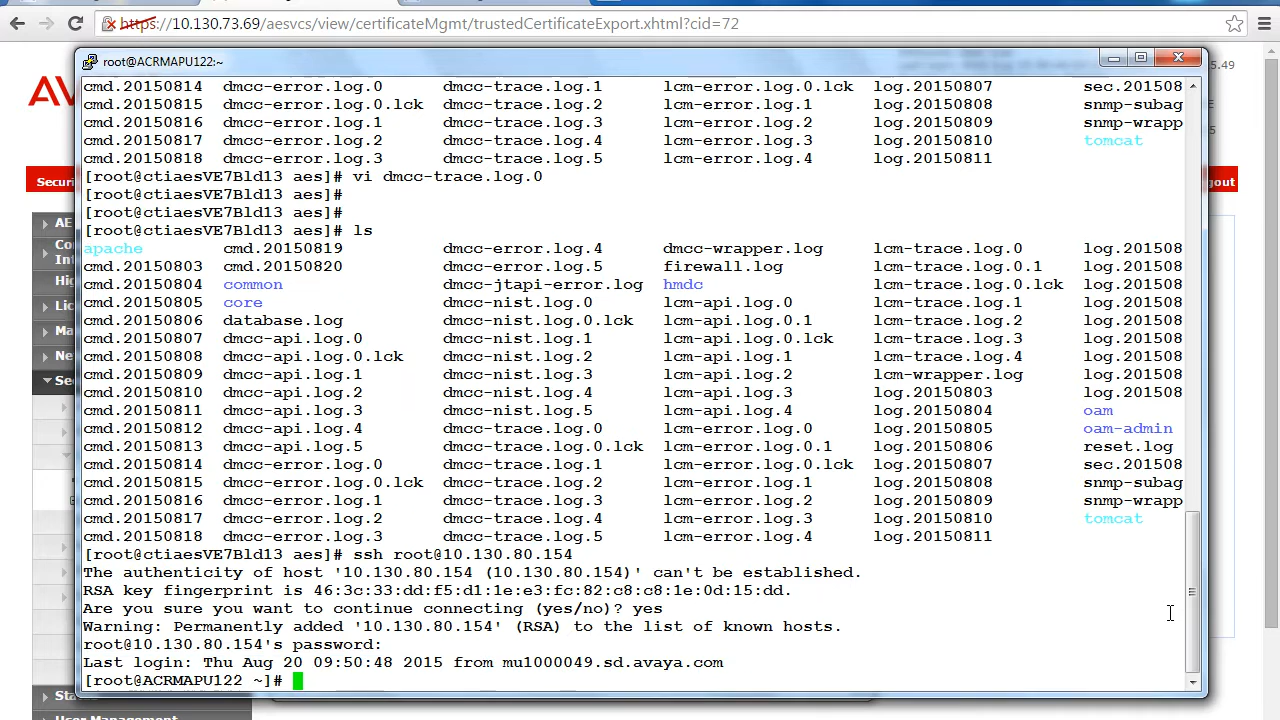 https://10.130.73.69/aesvcs/view/certificateMgmt/trustedCertificateExport.xhtml?cid=72
root@ACRMAPU122:~
AV
5.49
E
5
Securi
gout
AE
Co
Int
Hig
Lic
Ma
Ne
Sec
Sta
User Management
cmd.20150814 dmcc-error.log.0 dmcc-trace.log.1 lcm-error.log.0.lck log.20150807 sec.201508
cmd.20150815 dmcc-error.log.0.lck dmcc-trace.log.2 lcm-error.log.1 log.20150808 snmp-subag
cmd.20150816 dmcc-error.log.1 dmcc-trace.log.3 lcm-error.log.2 log.20150809 snmp-wrapp
cmd.20150817 dmcc-error.log.2 dmcc-trace.log.4 lcm-error.log.3 log.20150810 tomcat
cmd.20150818 dmcc-error.log.3 dmcc-trace.log.5 lcm-error.log.4 log.20150811
[root@ctiaesVE7Bld13 aes]# vi dmcc-trace.log.0
[root@ctiaesVE7Bld13 aes]#
[root@ctiaesVE7Bld13 aes]#
[root@ctiaesVE7Bld13 aes]# ls
apache cmd.20150819 dmcc-error.log.4 dmcc-wrapper.log lcm-trace.log.0 log.201508
cmd.20150803 cmd.20150820 dmcc-error.log.5 firewall.log lcm-trace.log.0.1 log.201508
cmd.20150804 common dmcc-jtapi-error.log hmdc lcm-trace.log.0.lck log.201508
cmd.20150805 core dmcc-nist.log.0 lcm-api.log.0 lcm-trace.log.1 log.201508
cmd.20150806 database.log dmcc-nist.log.0.lck lcm-api.log.0.1 lcm-trace.log.2 log.201508
cmd.20150807 dmcc-api.log.0 dmcc-nist.log.1 lcm-api.log.0.lck lcm-trace.log.3 log.201508
cmd.20150808 dmcc-api.log.0.lck dmcc-nist.log.2 lcm-api.log.1 lcm-trace.log.4 log.201508
cmd.20150809 dmcc-api.log.1 dmcc-nist.log.3 lcm-api.log.2 lcm-wrapper.log log.201508
cmd.20150810 dmcc-api.log.2 dmcc-nist.log.4 lcm-api.log.3 log.20150803 log.201508
cmd.20150811 dmcc-api.log.3 dmcc-nist.log.5 lcm-api.log.4 log.20150804 oam
cmd.20150812 dmcc-api.log.4 dmcc-trace.log.0 lcm-error.log.0 log.20150805 oam-admin
cmd.20150813 dmcc-api.log.5 dmcc-trace.log.0.lck lcm-error.log.0.1 log.20150806 reset.log
cmd.20150814 dmcc-error.log.0 dmcc-trace.log.1 lcm-error.log.0.lck log.20150807 sec.201508
cmd.20150815 dmcc-error.log.0.lck dmcc-trace.log.2 lcm-error.log.1 log.20150808 snmp-subag
cmd.20150816 dmcc-error.log.1 dmcc-trace.log.3 lcm-error.log.2 log.20150809 snmp-wrapp
cmd.20150817 dmcc-error.log.2 dmcc-trace.log.4 lcm-error.log.3 log.20150810 tomcat
cmd.20150818 dmcc-error.log.3 dmcc-trace.log.5 lcm-error.log.4 log.20150811
[root@ctiaesVE7Bld13 aes]# ssh root@10.130.80.154
The authenticity of host '10.130.80.154 (10.130.80.154)' can't be established.
RSA key fingerprint is 46:3c:33:dd:f5:d1:1e:e3:fc:82:c8:c8:1e:0d:15:dd.
Are you sure you want to continue connecting (yes/no)? yes
Warning: Permanently added '10.130.80.154' (RSA) to the list of known hosts.
root@10.130.80.154's password:
Last login: Thu Aug 20 09:50:48 2015 from mu1000049.sd.avaya.com
[root@ACRMAPU122 ~]#